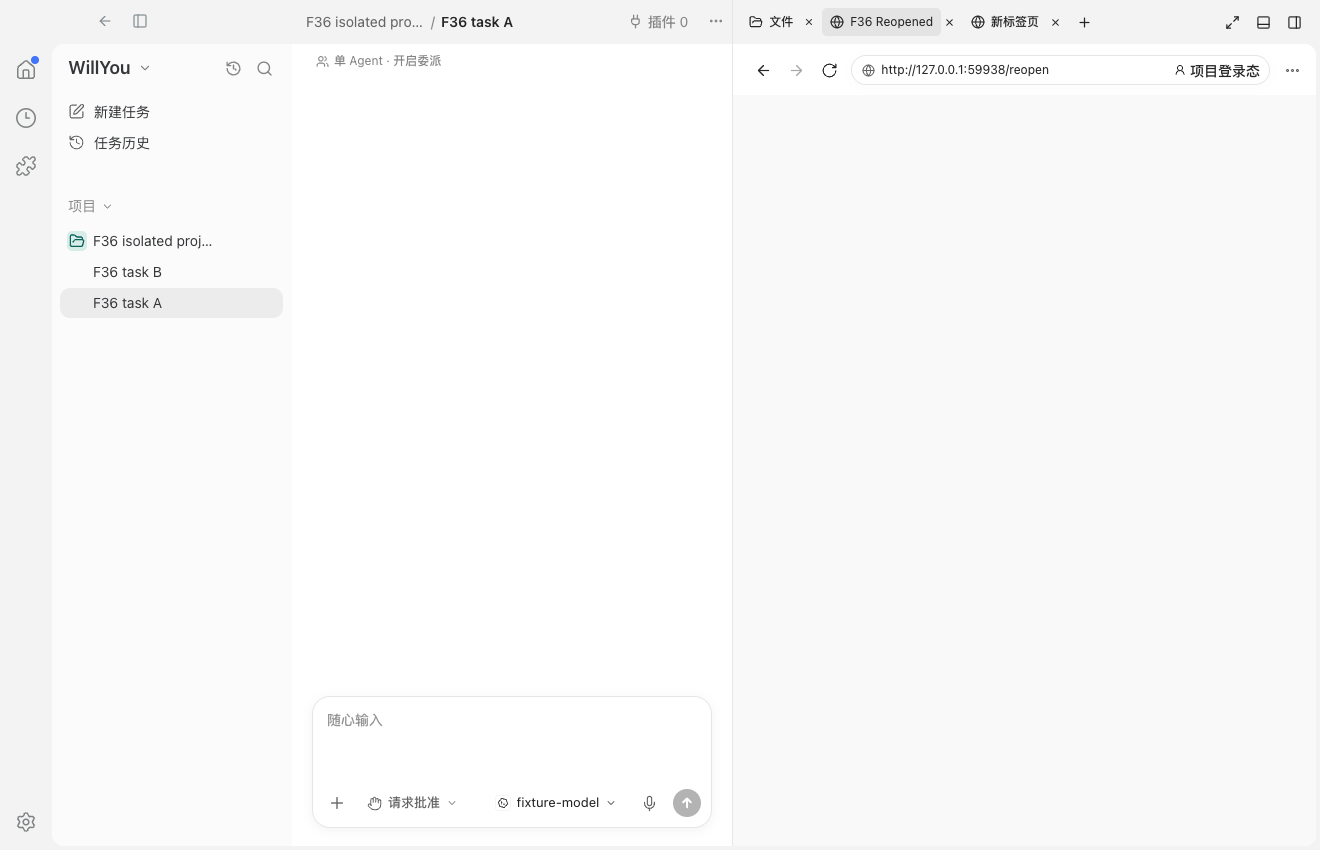 F36 isolated pro... / F36 task A
插件 0
文件
F36 Reopened
新标签页
WillYou
单 Agent · 开启委派
http://127.0.0.1:59938/reopen
项目登录态
新建任务
任务历史
项目
F36 isolated proj...
F36 task B
F36 task A
随心输入
请求批准
fixture-model